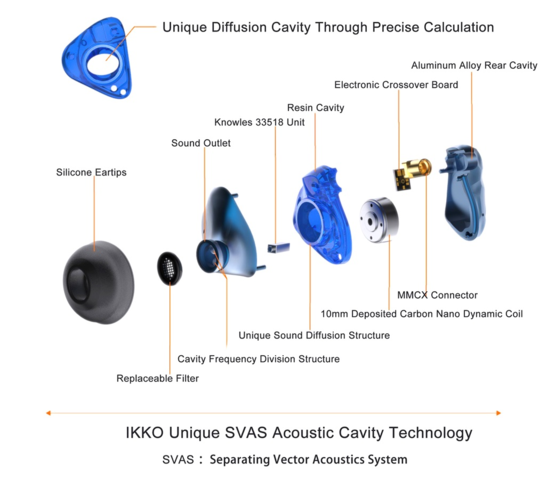 Unique Diffusion Cavity Through Precise Calculation
Aluminum Alloy Rear Cavity
Electronic Crossover Board
Resin Cavity
Knowles 33518 Unit
Sound Outlet
Silicone Eartips
MMCX Connector
10mm Deposited Carbon Nano Dynamic Coil
Unique Sound Diffusion Structure
Cavity Frequency Division Structure
Replaceable Filter
IKKO Unique SVAS Acoustic Cavity Technology
SVAS： Separating Vector Acoustics System